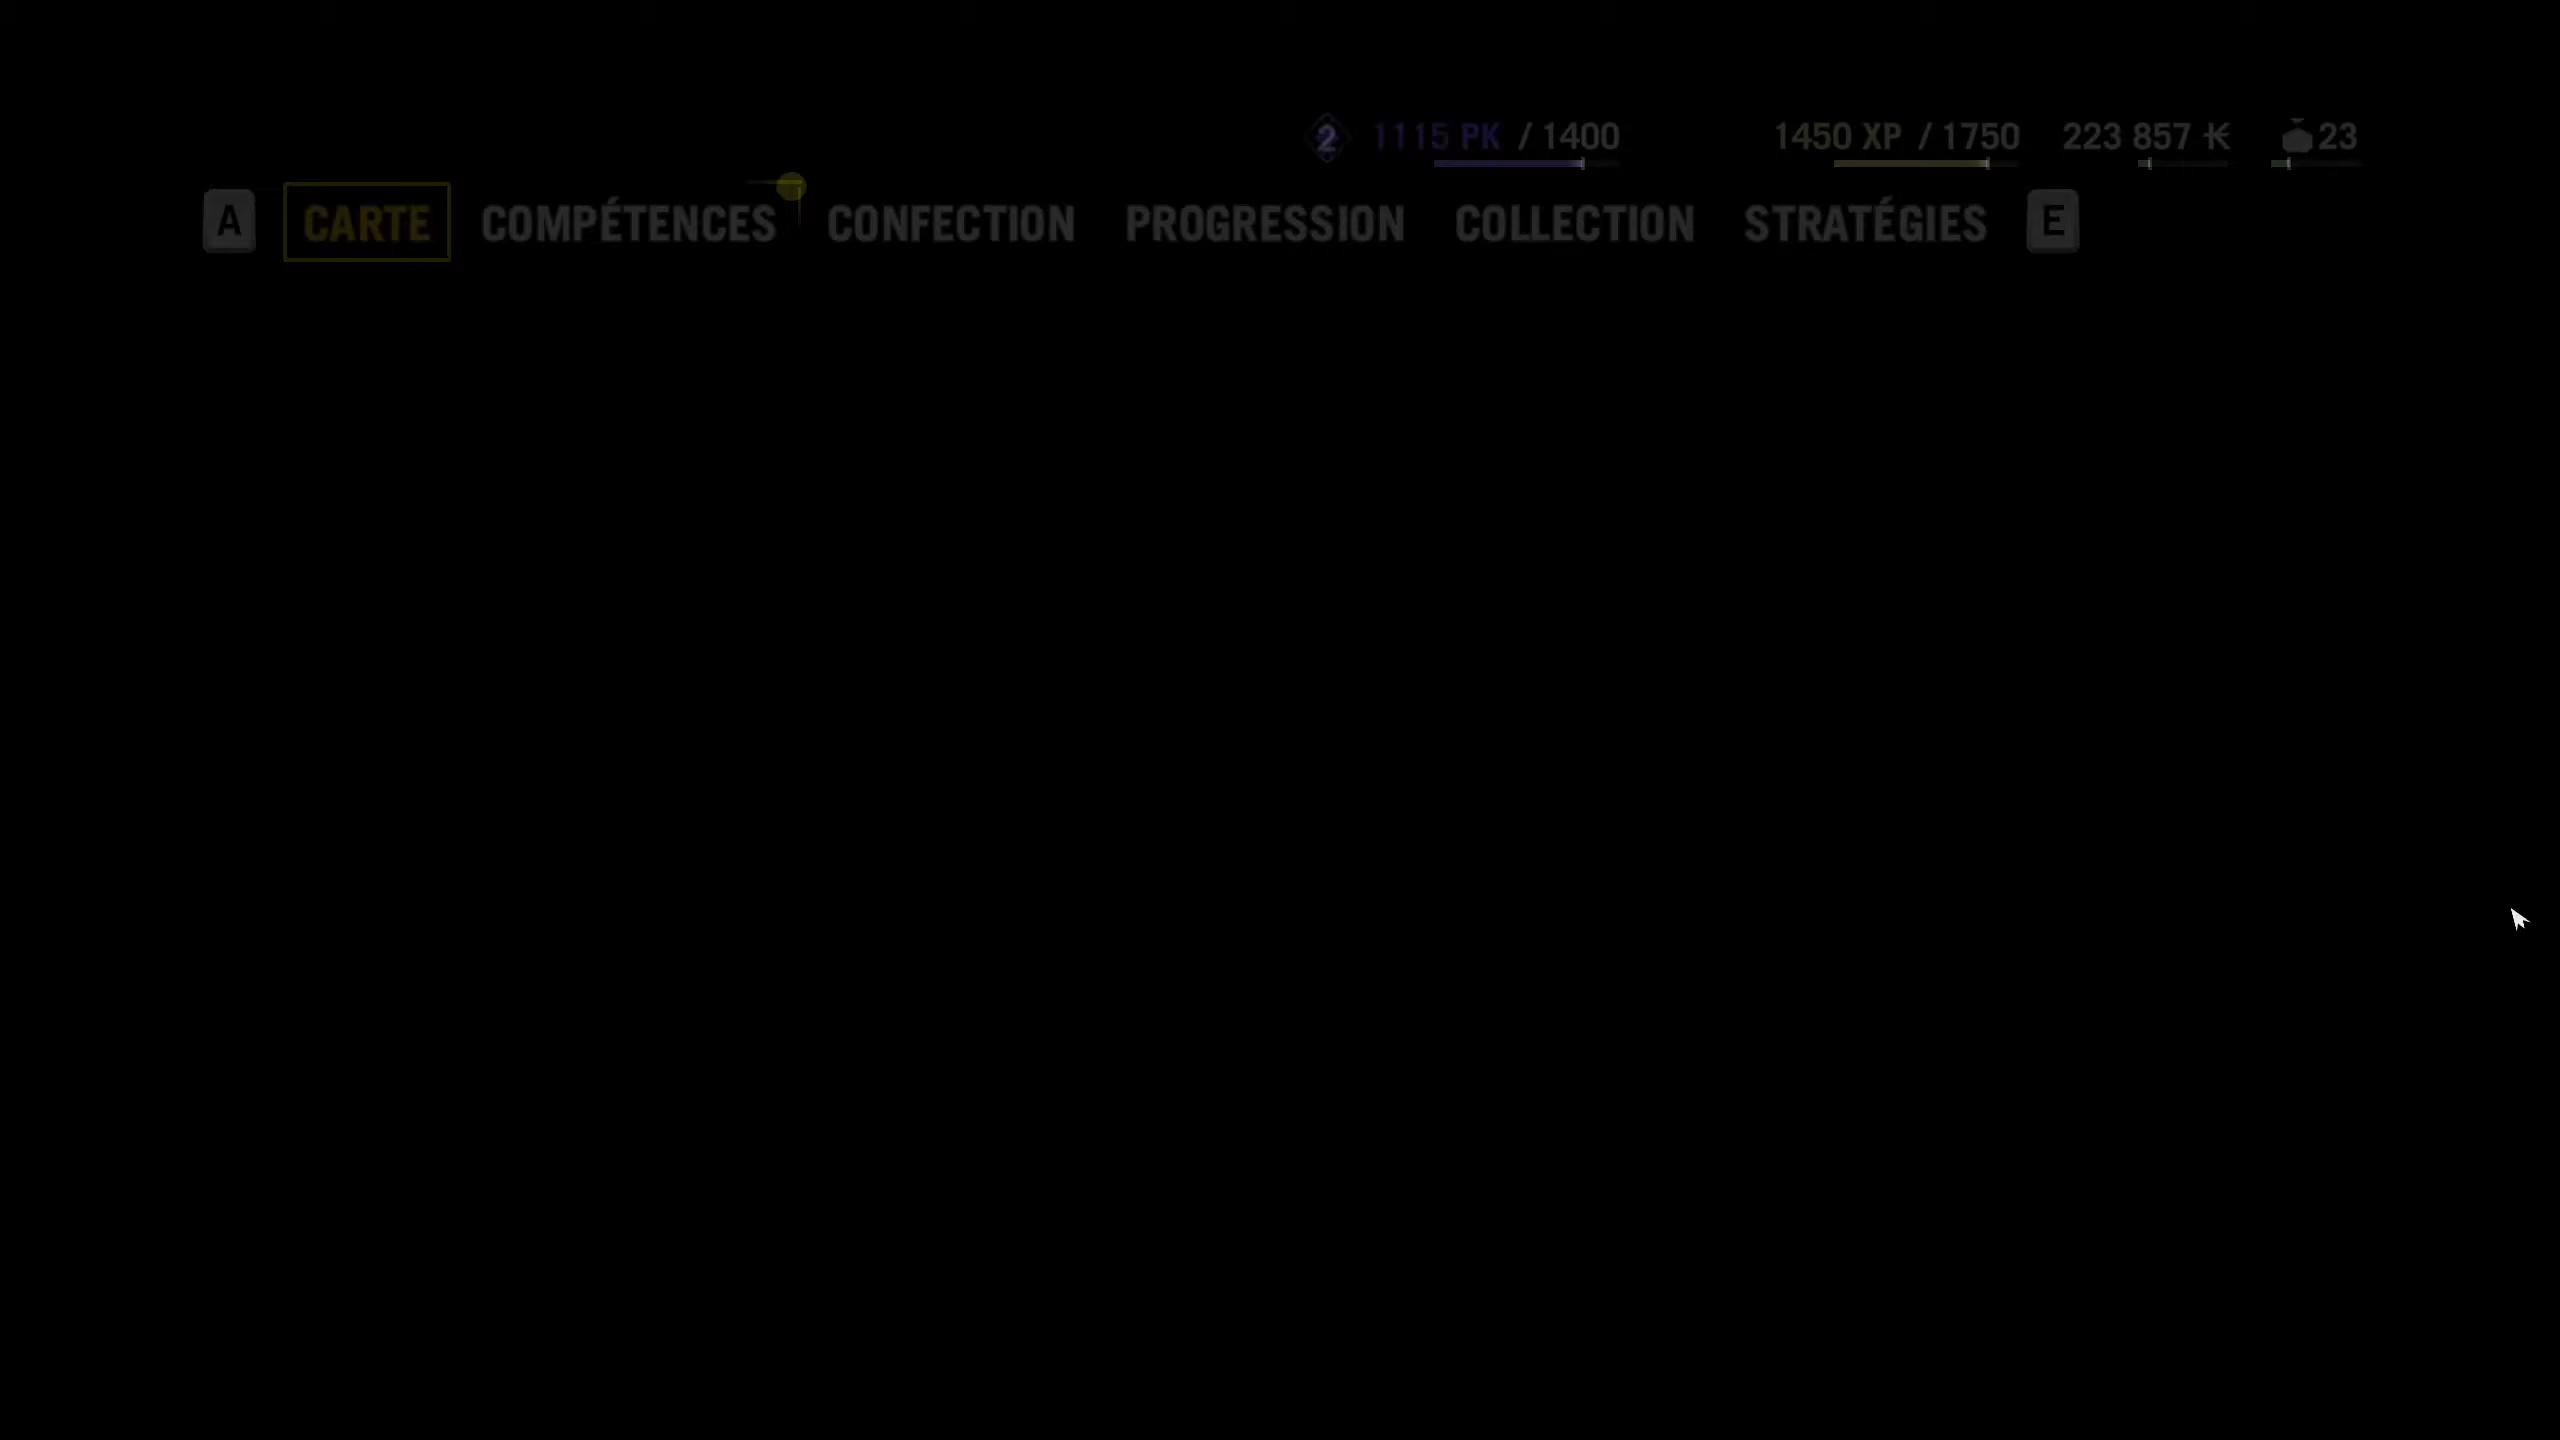 2 1115 PK / 1400 1450 XP / 1750 223 857 K 23
A CARTE COMPÉTENCES CONFECTION PROGRESSION COLLECTION STRATÉGIES E